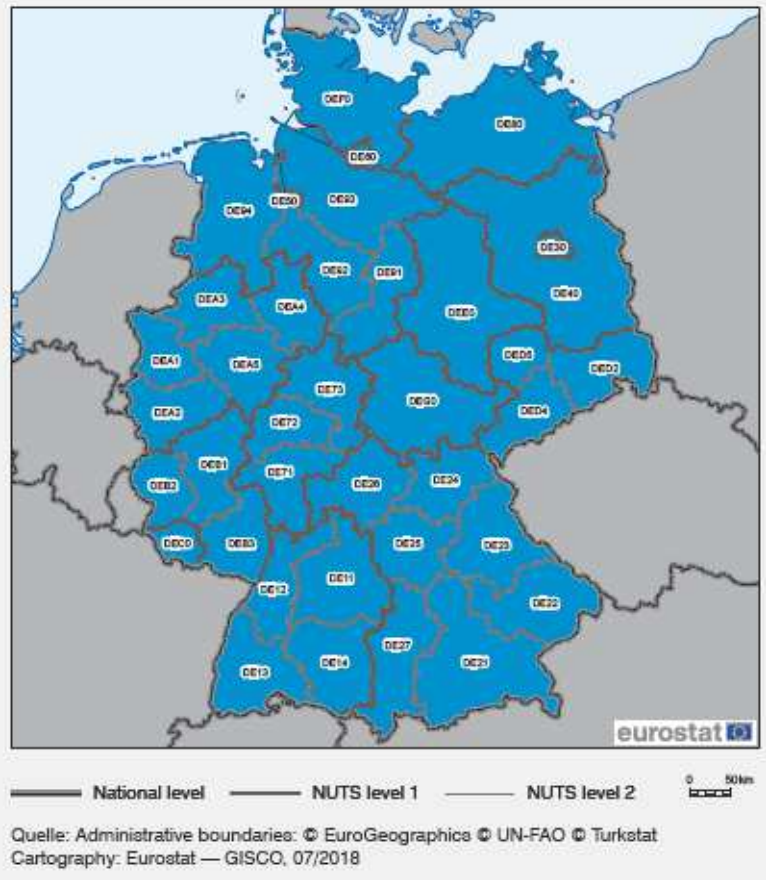 DEF0
DE80
DE60
DE50
DE93
DE94
DE30
DE92
DE91
DE40
DEA3
DEA4
DEE0
DED5
DEA1
DEA5
DED2
DE73
DEG0
DEA2
DED4
DE72
DEB1
DE71
DEB2
DE26
DE24
DEC0
DEB3
DE25
DE23
DE12
DE11
DE22
DE27
DE13
DE14
DE21
eurostat
National level NUTS level 1 NUTS level 2
0 50km
Quelle: Administrative boundaries: © EuroGeographics © UN-FAO © Turkstat
Cartography: Eurostat — GISCO, 07/2018